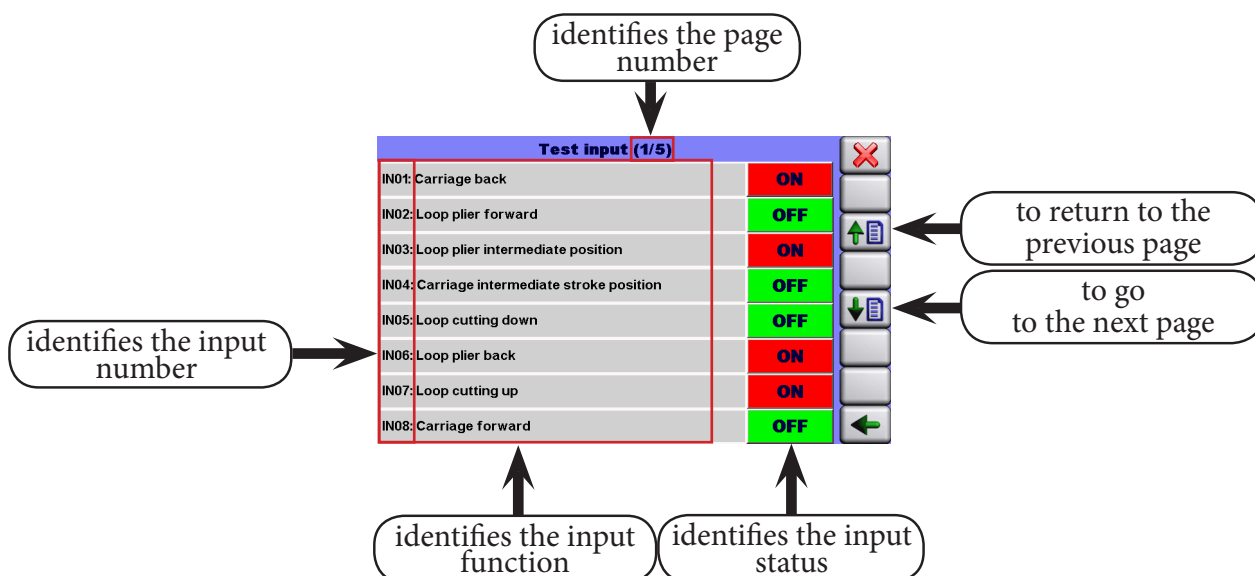 identifies the page
number
Test input (1/5)
IN01: Carriage back ON
IN02: Loop plier forward OFF
IN03: Loop plier intermediate position ON
IN04: Carriage intermediate stroke position OFF
IN05: Loop cutting down OFF
IN06: Loop plier back ON
IN07: Loop cutting up ON
IN08: Carriage forward OFF
to return to the
previous page
to go
to the next page
identifies the input
number
identifies the input
function
identifies the input
status